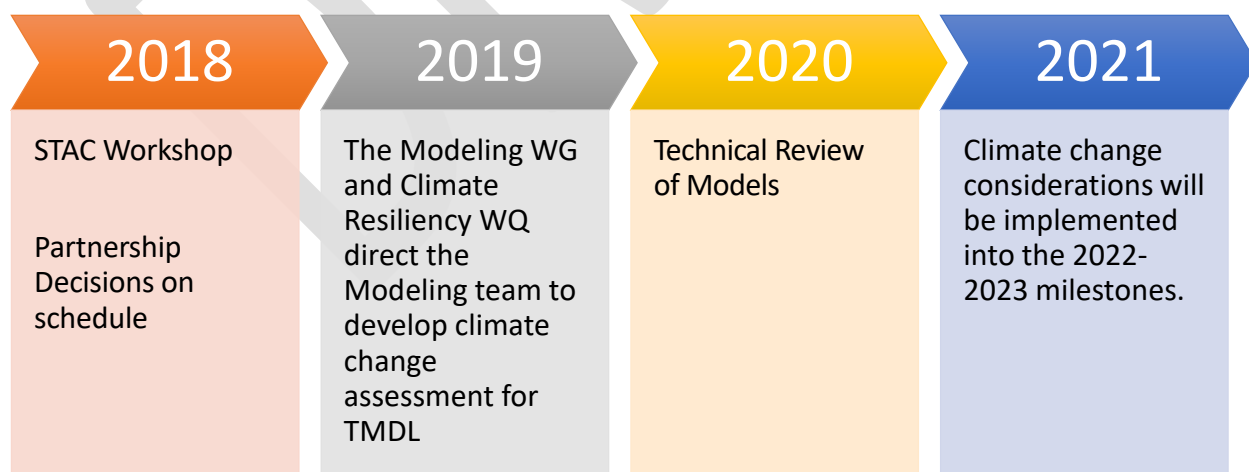 2018
STAC Workshop
Partnership
Decisions on
schedule
2019
The Modeling WG
and Climate
Resiliency WQ
direct the
Modeling team to
develop climate
change
assessment for
TMDL
2020
Technical Review
of Models
2021
Climate change
considerations will
be implemented
into the 2022-
2023 milestones.